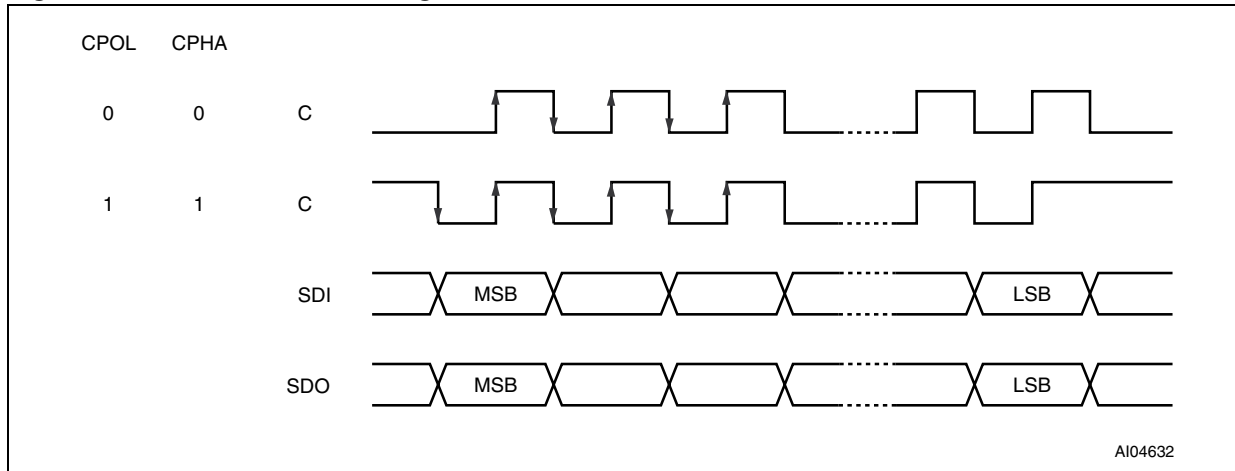 CPOL CPHA
0 0 C
1 1 C
SDI MSB LSB
SDO MSB LSB
AI04632